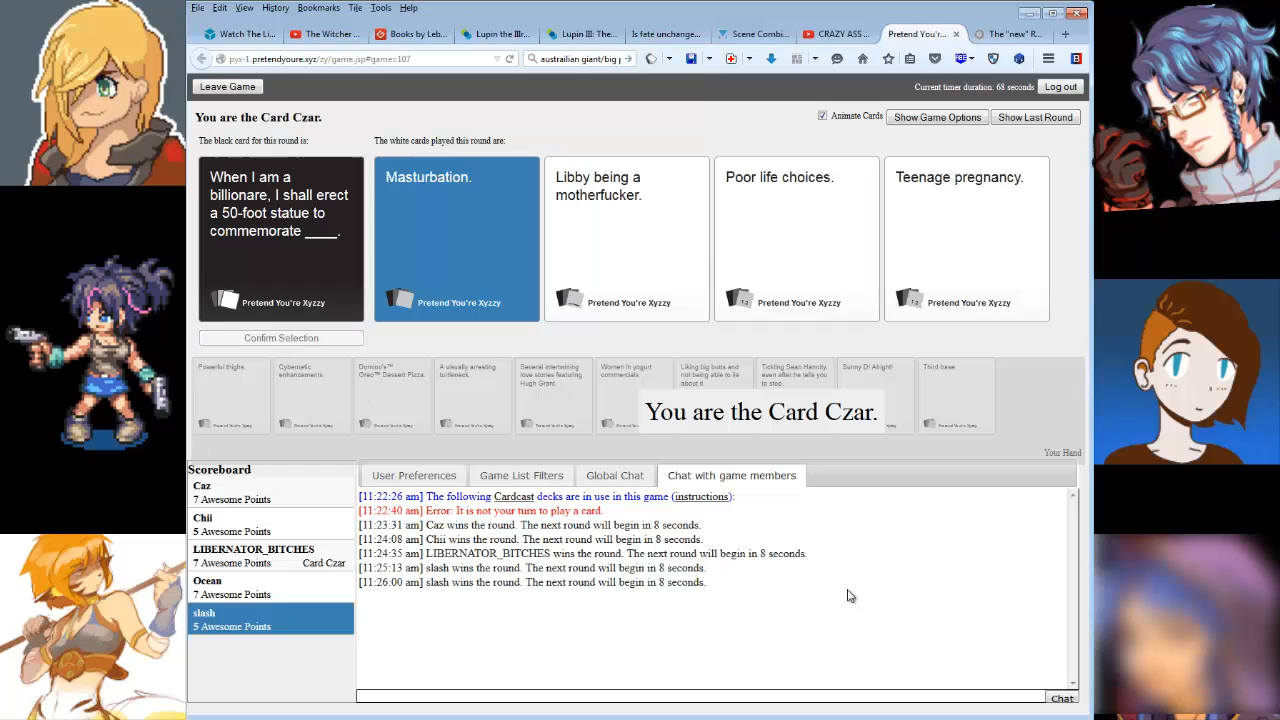 File Edit View History Bookmarks Tile Tools Help
Watch The Li... The Witcher ... Books by Leb... Lupin the IIIr... Lupin III: The... Is fate unchange... Scene Combi... CRAZY ASS ... Pretend You'r... The "new" R...
pyx-1.pretendyoure.xyz/zy/game.jsp#game=107
austrailian giant/big p
Leave Game
Current timer duration: 68 seconds
Log out
You are the Card Czar.
Animate Cards
Show Game Options
Show Last Round
The black card for this round is:
The white cards played this round are:
When I am a
billionare, I shall erect
a 50-foot statue to
commemorate ____.
Pretend You're Xyzzy
Masturbation.
Pretend You're Xyzzy
Libby being a
motherfucker.
Pretend You're Xyzzy
Poor life choices.
Pretend You're Xyzzy
Teenage pregnancy.
Pretend You're Xyzzy
Confirm Selection
Powerful thighs.
Cybernetic
enhancements.
Domino's™
Oreo™ Dessert Pizza.
A visually arresting
turtleneck.
Several intertwining
love stories featuring
Hugh Grant.
Women in yogurt
commercials.
Liking big butts and
not being able to lie
about it
Tickling Sean Hannity,
even after he tells you
to stop.
Sunny D! Alright!
Third base.
You are the Card Czar.
Your Hand
Scoreboard
Caz
7 Awesome Points
Chii
5 Awesome Points
LIBERNATOR_BITCHES
7 Awesome Points Card Czar
Ocean
7 Awesome Points
slash
5 Awesome Points
User Preferences
Game List Filters
Global Chat
Chat with game members
[11:22:26 am] The following Cardcast decks are in use in this game (instructions):
[11:22:40 am] Error: It is not your turn to play a card.
[11:23:31 am] Caz wins the round. The next round will begin in 8 seconds.
[11:24:08 am] Chii wins the round. The next round will begin in 8 seconds.
[11:24:35 am] LIBERNATOR_BITCHES wins the round. The next round will begin in 8 seconds.
[11:25:13 am] slash wins the round. The next round will begin in 8 seconds.
[11:26:00 am] slash wins the round. The next round will begin in 8 seconds.
Chat